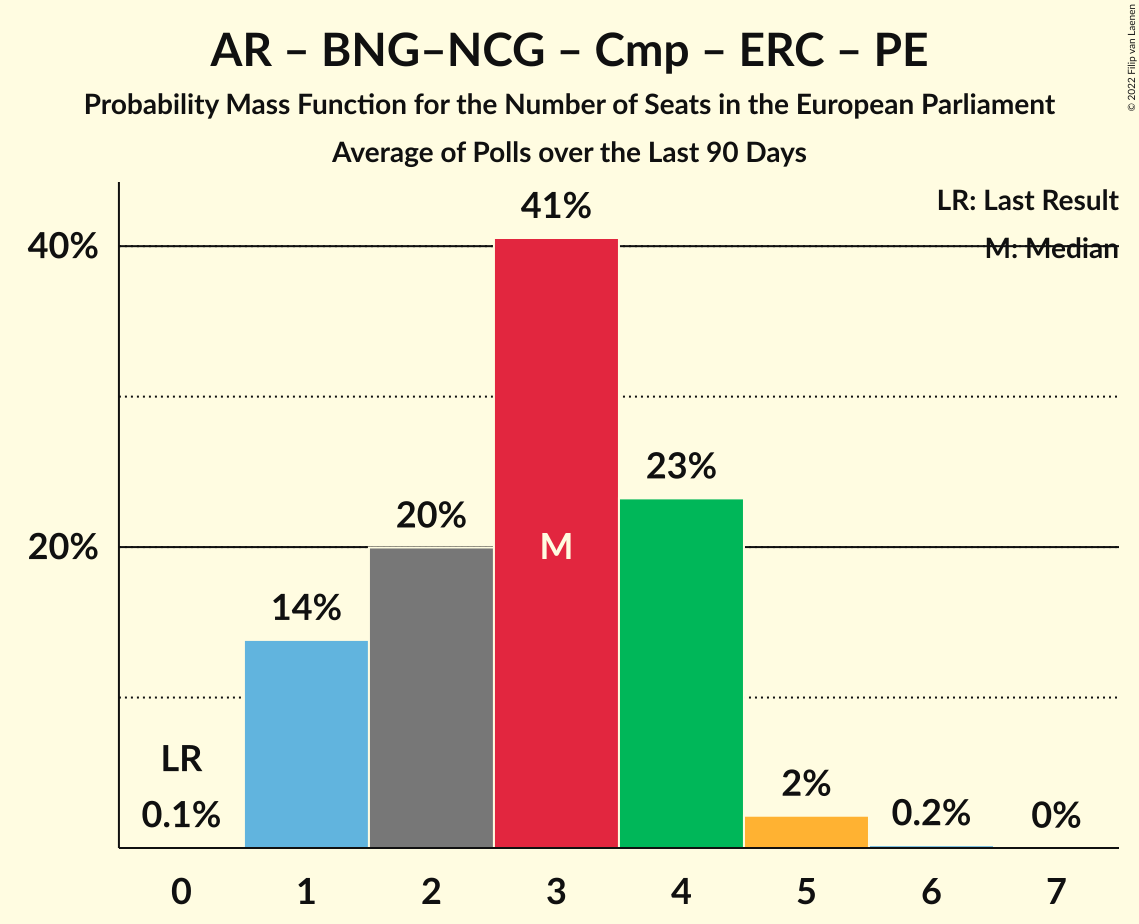 AR – BNG–NCG – Cmp – ERC – PE
Probability Mass Function for the Number of Seats in the European Parliament
Average of Polls over the Last 90 Days
© 2022 Filip van Laenen
LR: Last Result
M: Median
41%
40%
23%
20%
20%
M
14%
LR
0.1%
2%
0.2%
0%
0 1 2 3 4 5 6 7